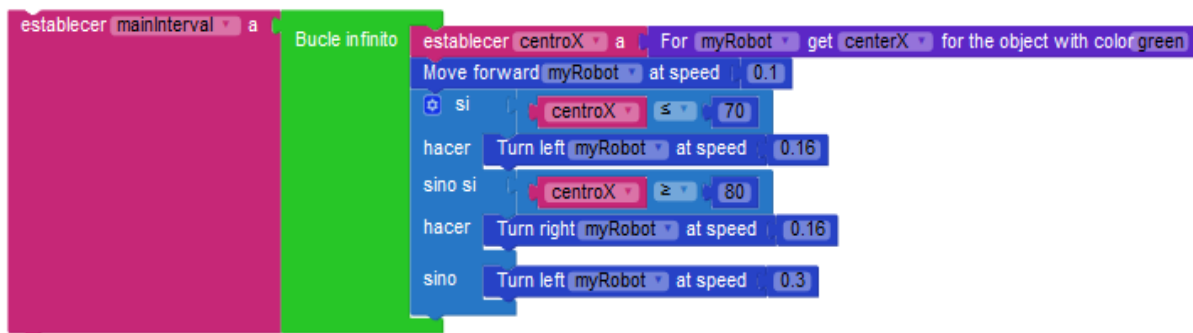 establecer mainInterval a
Bucle infinito
establecer centroX a For myRobot get centerX for the object with color green
Move forward myRobot at speed 0.1
si centroX ≤ 70
hacer Turn left myRobot at speed 0.16
sino si centroX ≥ 80
hacer Turn right myRobot at speed 0.16
sino Turn left myRobot at speed 0.3